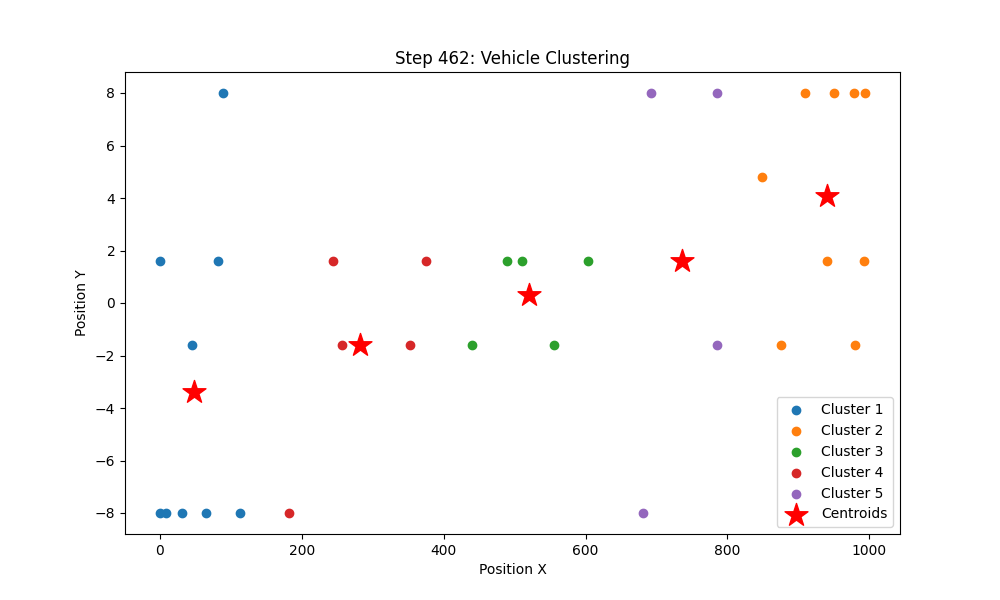 Step 462: Vehicle Clustering
Position Y
8
6
4
2
0
−2
−4
−6
−8
0 200 400 600 800 1000
Position X
Cluster 1
Cluster 2
Cluster 3
Cluster 4
Cluster 5
Centroids